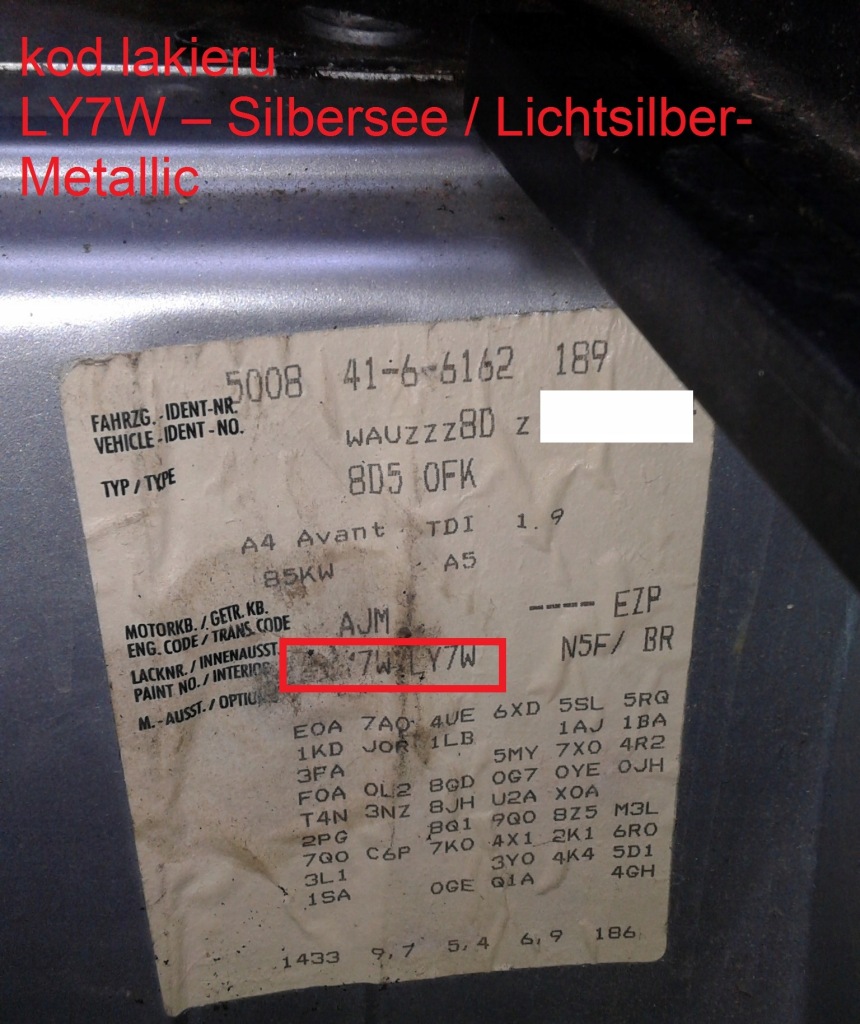 kod lakieru
LY7W – Silbersee / Lichtsilber-
Metallic
5008 41-6-6162 189
FAHRZG.-IDENT-NR.
VEHICLE-IDENT-NO.
WAUZZZ8D Z
TYP / TYPE
8D5 0FK
A4 Avant TDI 1.9
85KW A5
MOTORKB. / GETR. KB.
ENG. CODE / TRANS. CODE
AJM ---- EZP
LACKNR. / INNENAUSST.
PAINT NO. / INTERIOR
LY7W N5F/ BR
M.-AUSST. / OPTIONS
E0A 7AQ 4UE 6XD 5SL 5RQ
1KD 1LB 1AJ 1BA
3FA 5MY 7X0 4R2
F0A 0L2 8GD 0G7 0YE 0JH
T4N 3NZ 8JH U2A X0A
2PG 8Q1 9Q0 8Z5 M3L
7Q0 C6P 7K0 4X1 2K1 6R0
3L1 3Y0 4K4 5D1
1SA 0GE Q1A 4GH
1433 9,7 5,4 6,9 186